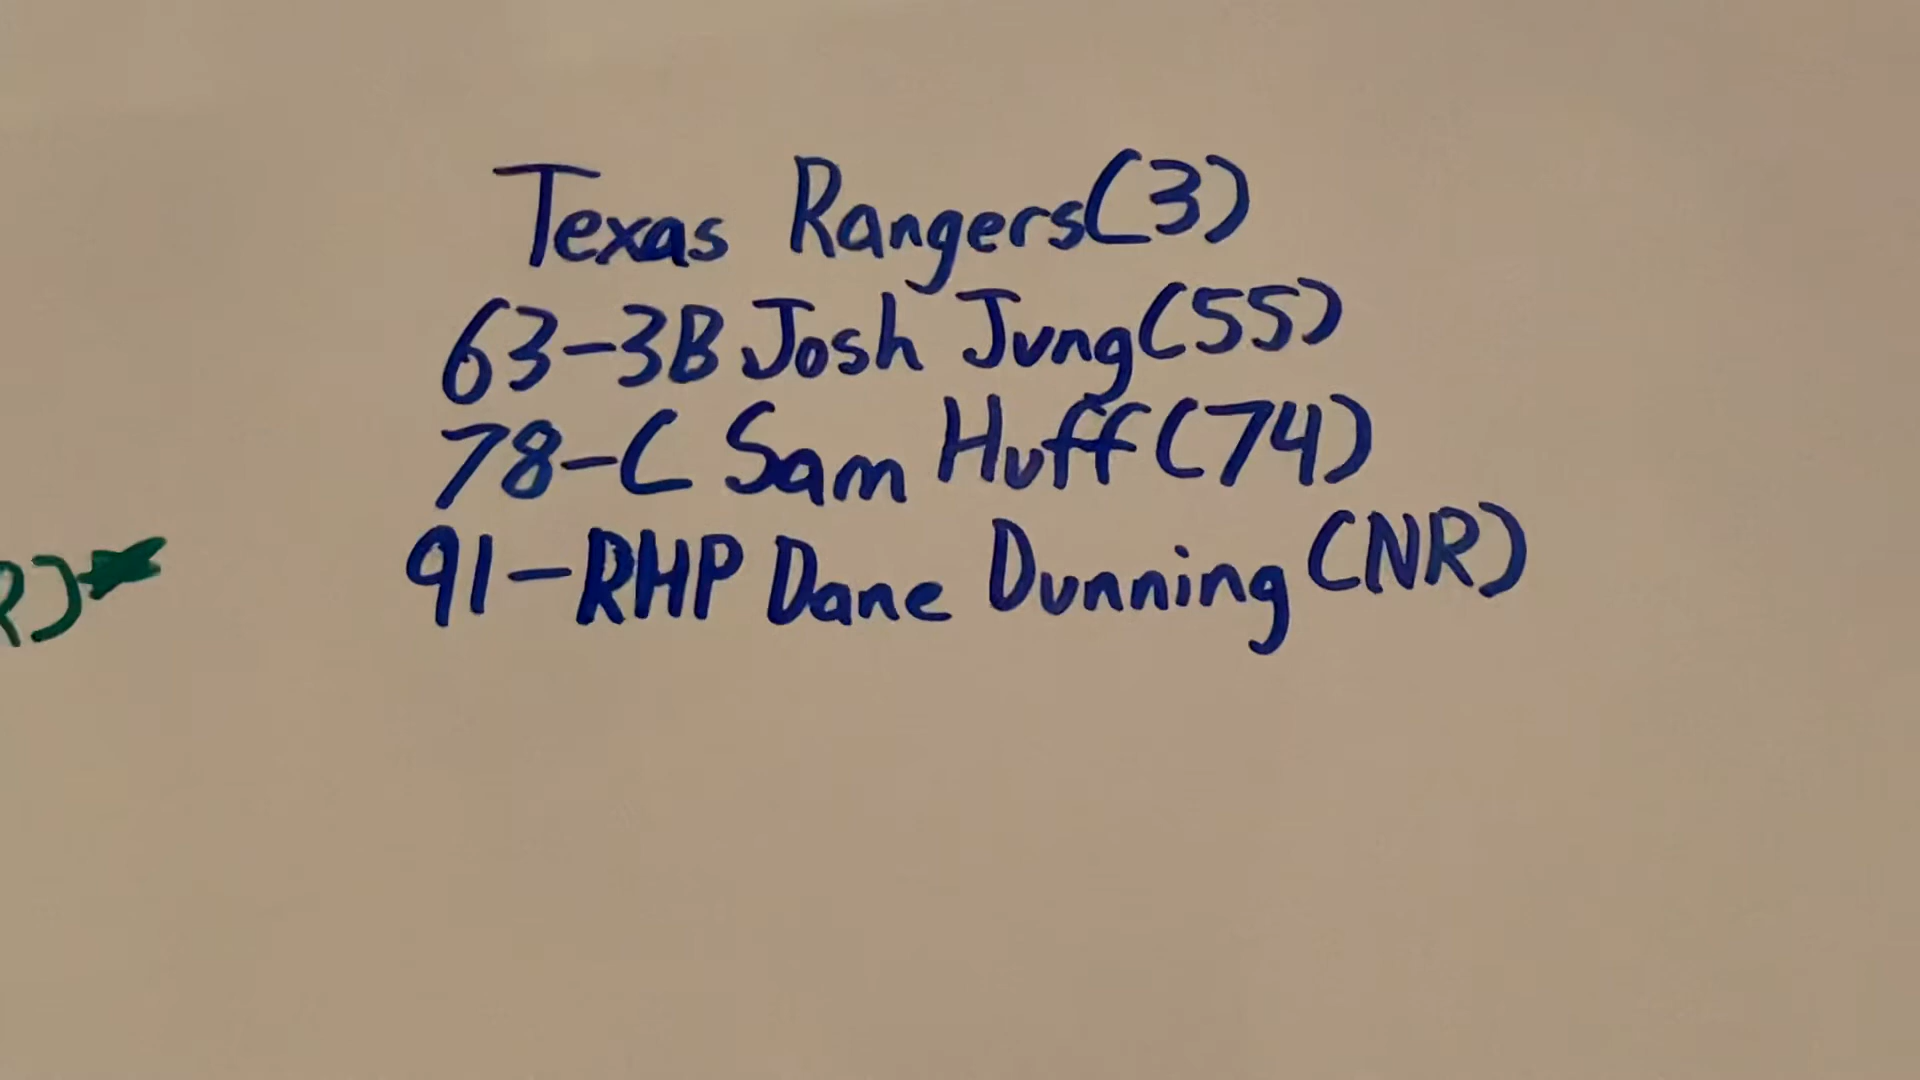 Texas Rangers(3)
63-3B Josh Jung(55)
78-C Sam Huff(74)
91-RHP Dane Dunning(NR)
R)